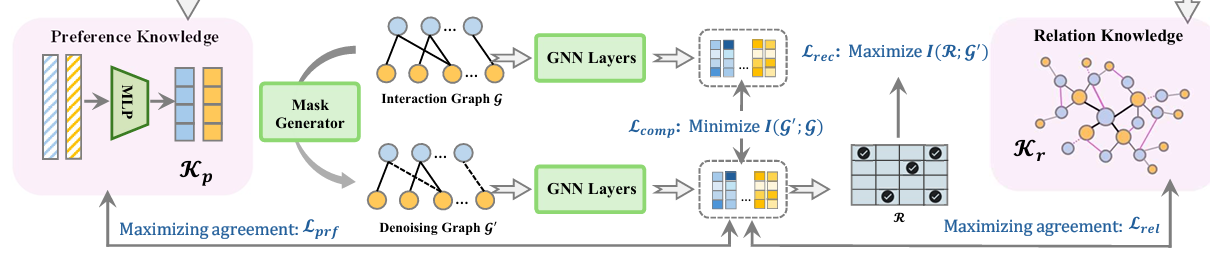 Preference Knowledge
MLP
𝒦p
Mask
Generator
...
...
Interaction Graph 𝒢
...
...
Denoising Graph 𝒢′
GNN Layers
GNN Layers
...
...
ℒrec: Maximize I(ℛ; 𝒢′)
ℒcomp: Minimize I(𝒢′; 𝒢)
ℛ
Relation Knowledge
𝒦r
Maximizing agreement: ℒprf
Maximizing agreement: ℒrel